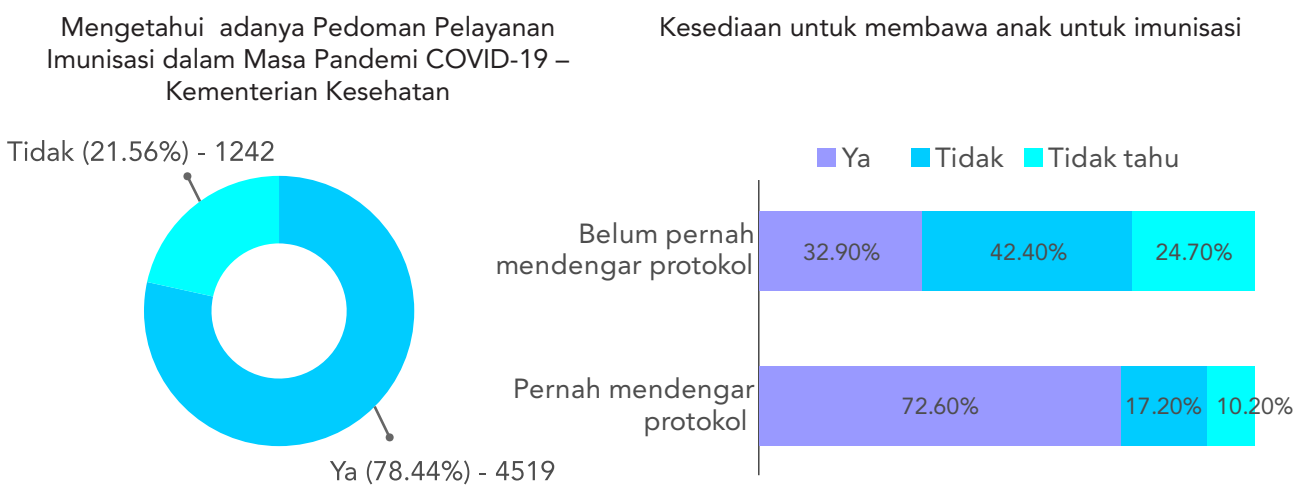 Mengetahui  adanya Pedoman Pelayanan
Imunisasi dalam Masa Pandemi COVID-19 –
Kementerian Kesehatan
Tidak (21.56%) - 1242
Ya (78.44%) - 4519
Kesediaan untuk membawa anak untuk imunisasi
Ya Tidak Tidak tahu
Belum pernah
mendengar protokol
32.90% 42.40% 24.70%
Pernah mendengar
protokol
72.60% 17.20% 10.20%